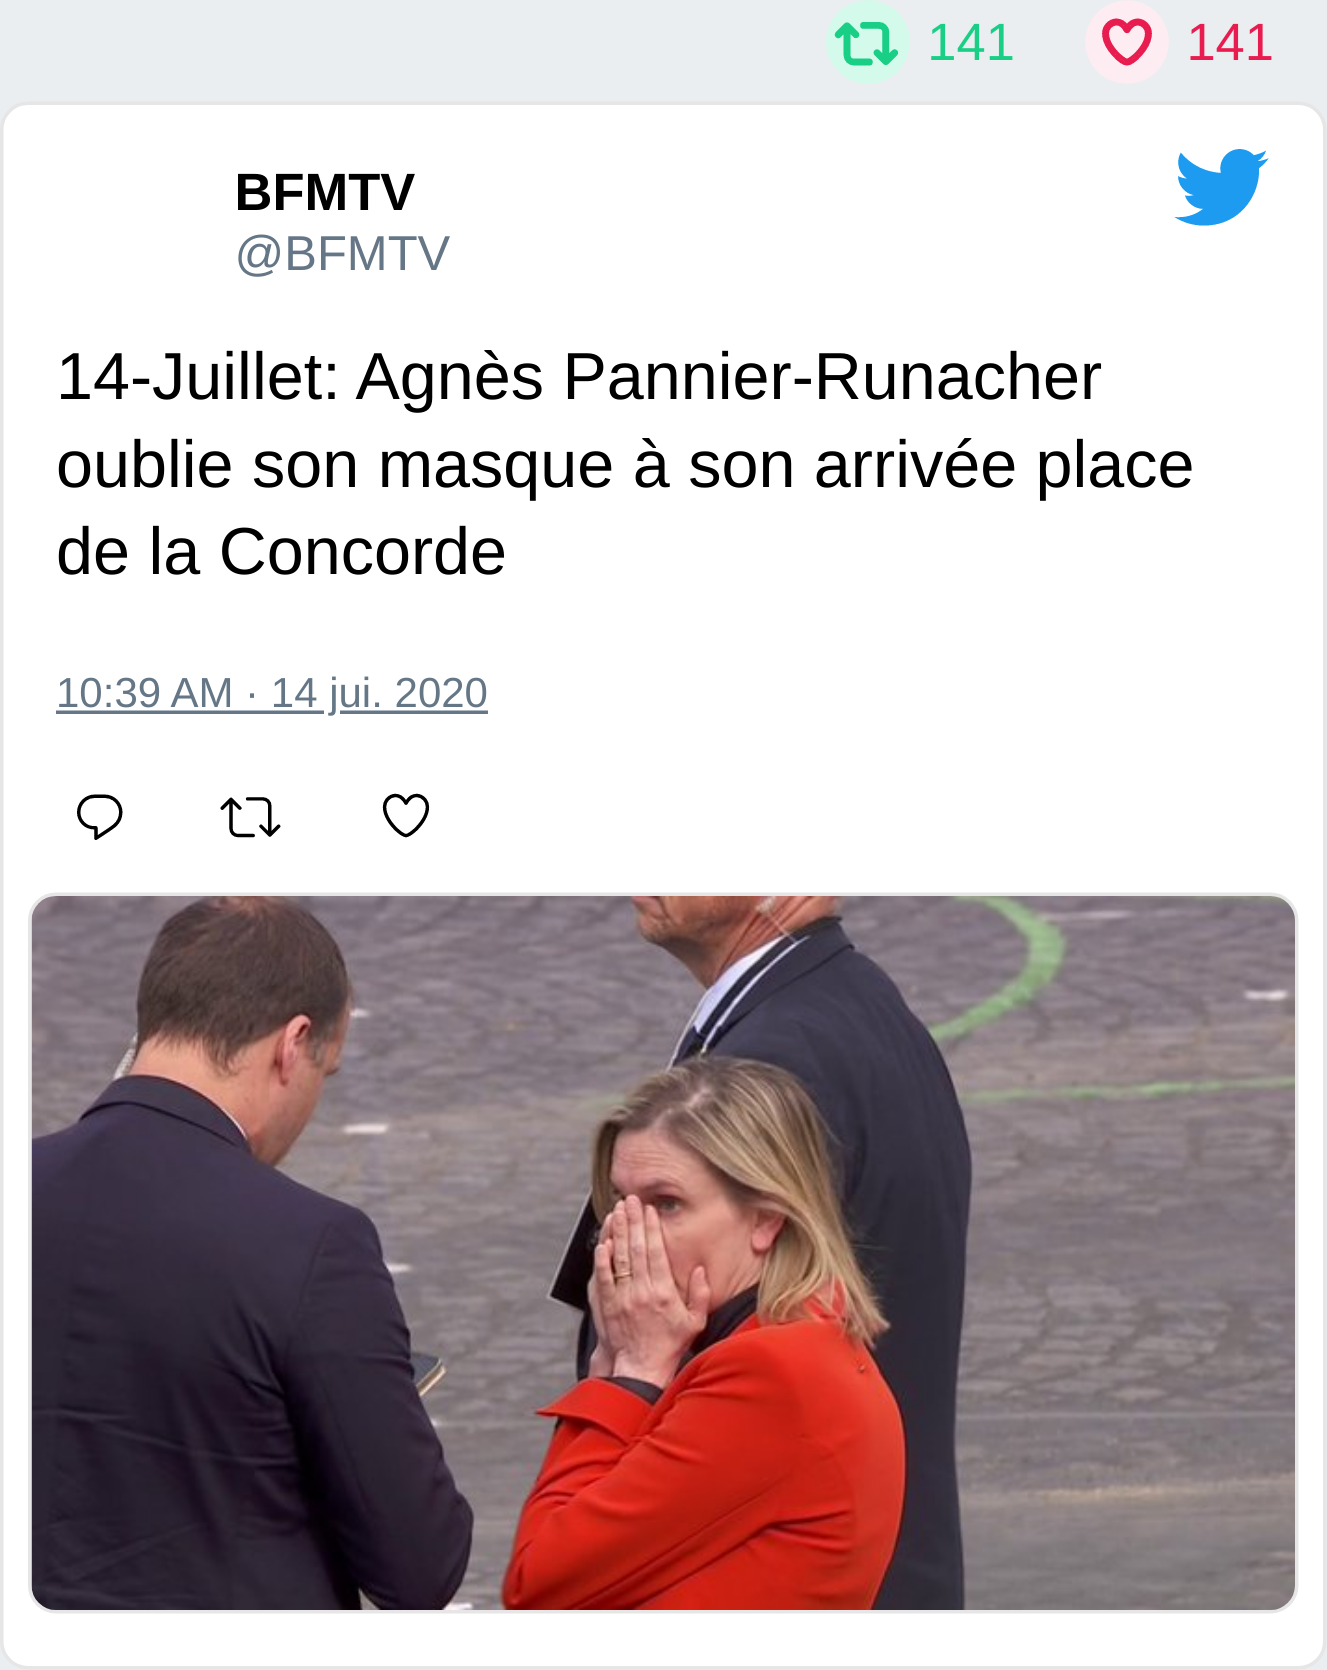 141 141
BFMTV
@BFMTV
14-Juillet: Agnès Pannier-Runacher
oublie son masque à son arrivée place
de la Concorde
10:39 AM · 14 jui. 2020